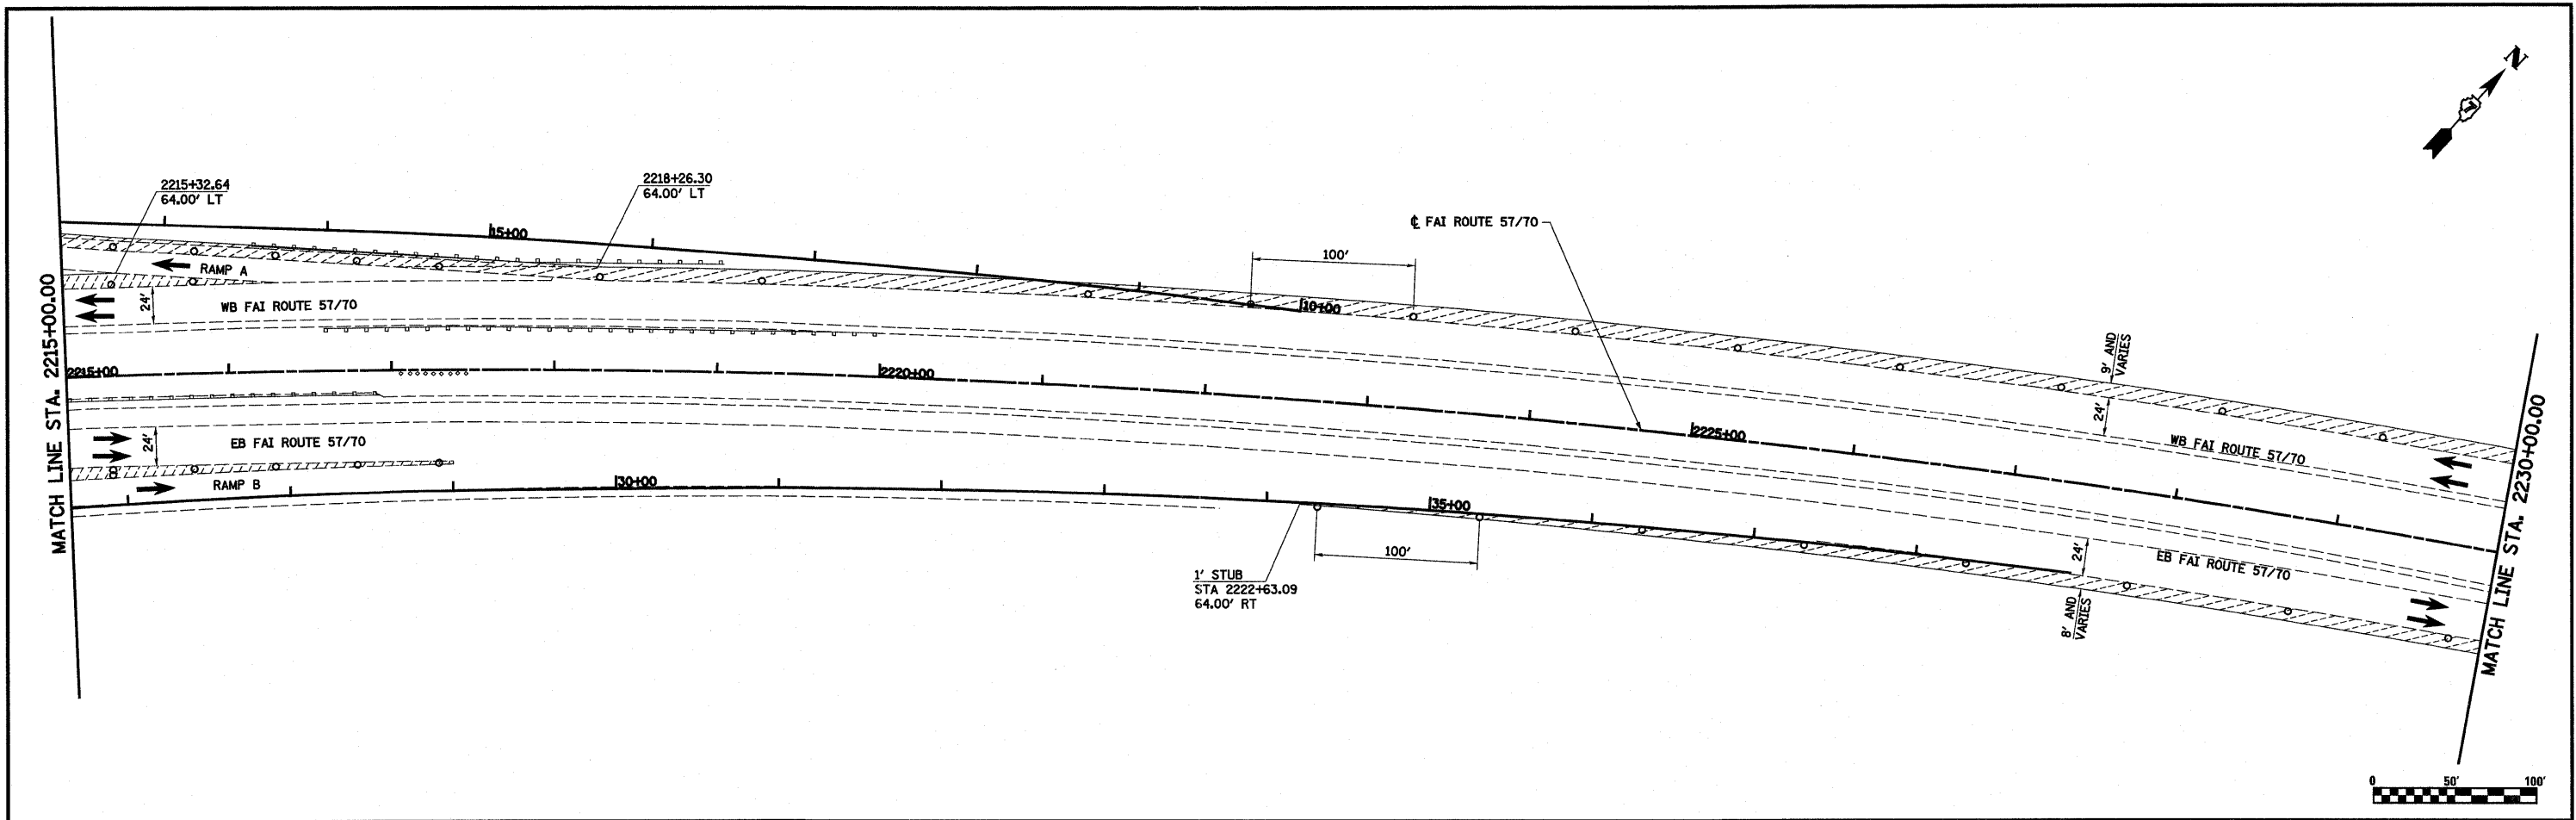 N
7
2215+32.64
64.00' LT
2218+26.30
64.00' LT
15+00
℄ FAI ROUTE 57/70
100'
RAMP A
24'
WB FAI ROUTE 57/70
10+00
9' AND
VARIES
24'
WB FAI ROUTE 57/70
MATCH LINE STA. 2215+00.00
2215+00
2220+00
2225+00
MATCH LINE STA. 2230+00.00
24'
EB FAI ROUTE 57/70
RAMP B
30+00
35+00
100'
1' STUB
STA 2222+63.09
64.00' RT
24'
EB FAI ROUTE 57/70
8' AND
VARIES
0 50' 100'